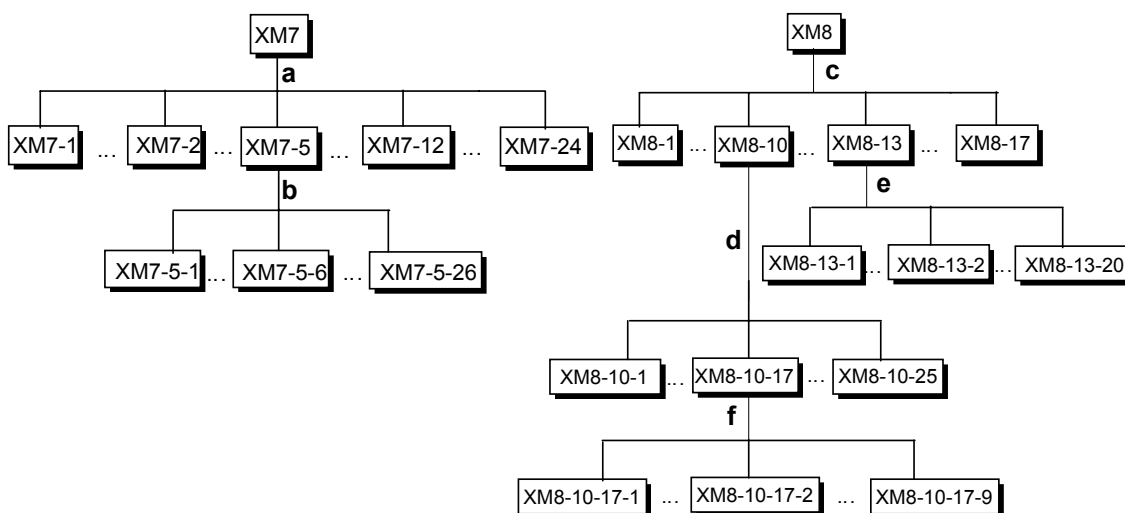 XM7
XM8
a
c
XM7-1 ... XM7-2 ... XM7-5 ... XM7-12 ... XM7-24
XM8-1 ... XM8-10 ... XM8-13 ... XM8-17
b
e
d
XM7-5-1 ... XM7-5-6 ... XM7-5-26
XM8-13-1 ... XM8-13-2 ... XM8-13-20
XM8-10-1 ... XM8-10-17 ... XM8-10-25
f
XM8-10-17-1 ... XM8-10-17-2 ... XM8-10-17-9